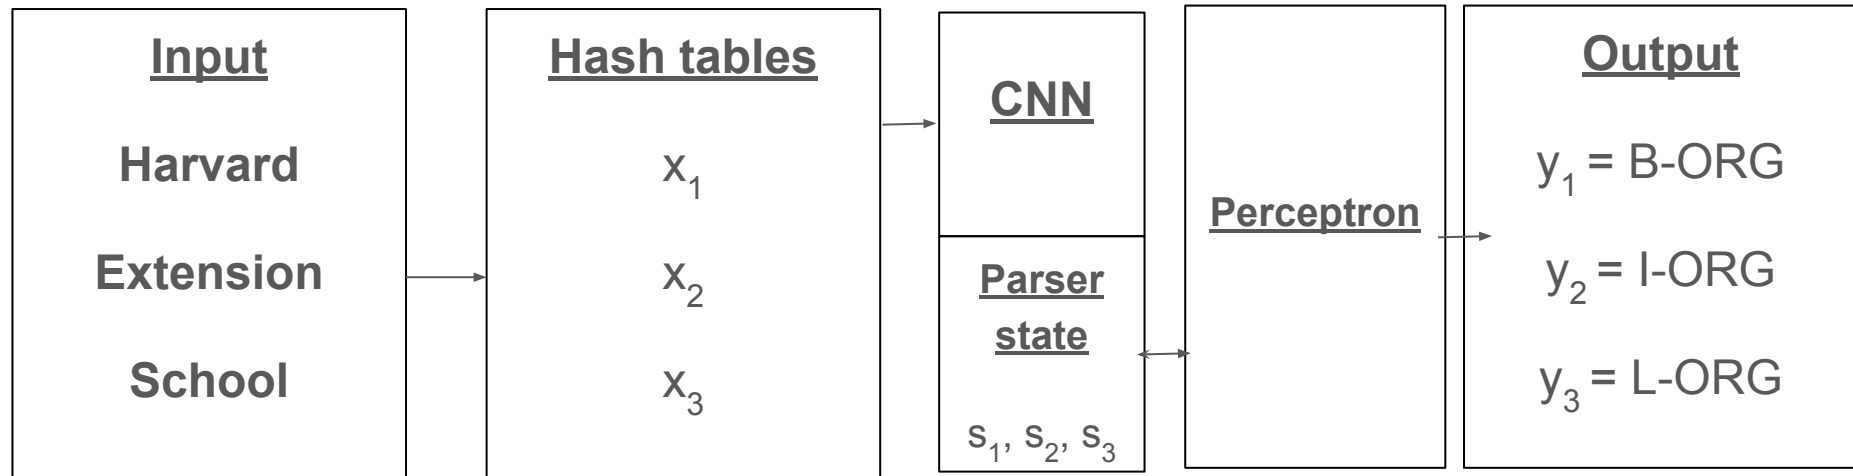 Input
Harvard
Extension
School
Hash tables
x₁
x₂
x₃
CNN
Parser
state
s₁, s₂, s₃
Perceptron
Output
y₁ = B-ORG
y₂ = I-ORG
y₃ = L-ORG